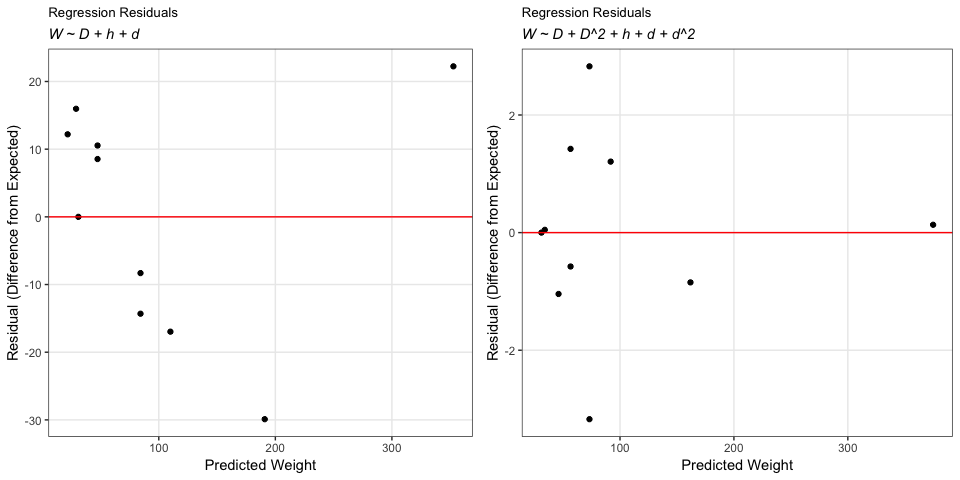 Regression Residuals
W ~ D + h + d
20
10
0
-10
-20
-30
100
200
300
Residual (Difference from Expected)
Predicted Weight
Regression Residuals
W ~ D + D^2 + h + d + d^2
2
0
-2
100
200
300
Residual (Difference from Expected)
Predicted Weight